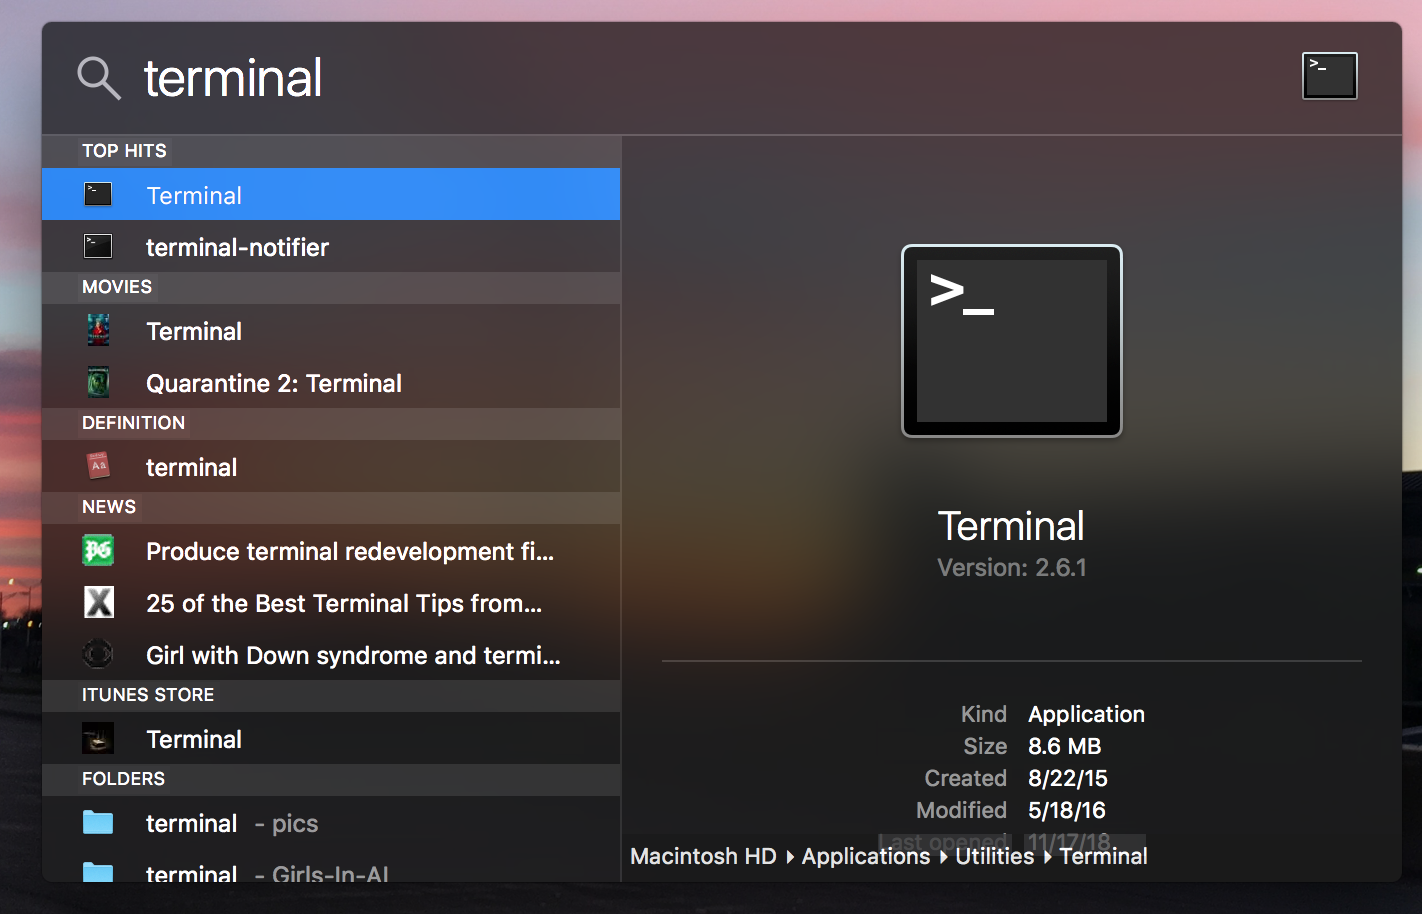 terminal
TOP HITS
Terminal
terminal-notifier
MOVIES
Terminal
Quarantine 2: Terminal
DEFINITION
terminal
NEWS
Produce terminal redevelopment fi...
25 of the Best Terminal Tips from...
Girl with Down syndrome and termi...
ITUNES STORE
Terminal
FOLDERS
terminal - pics
terminal - Girls-In-AI
>_
Terminal
Version: 2.6.1
Kind Application
Size 8.6 MB
Created 8/22/15
Modified 5/18/16
Last opened 11/17/18
Macintosh HD ▸ Applications ▸ Utilities ▸ Terminal